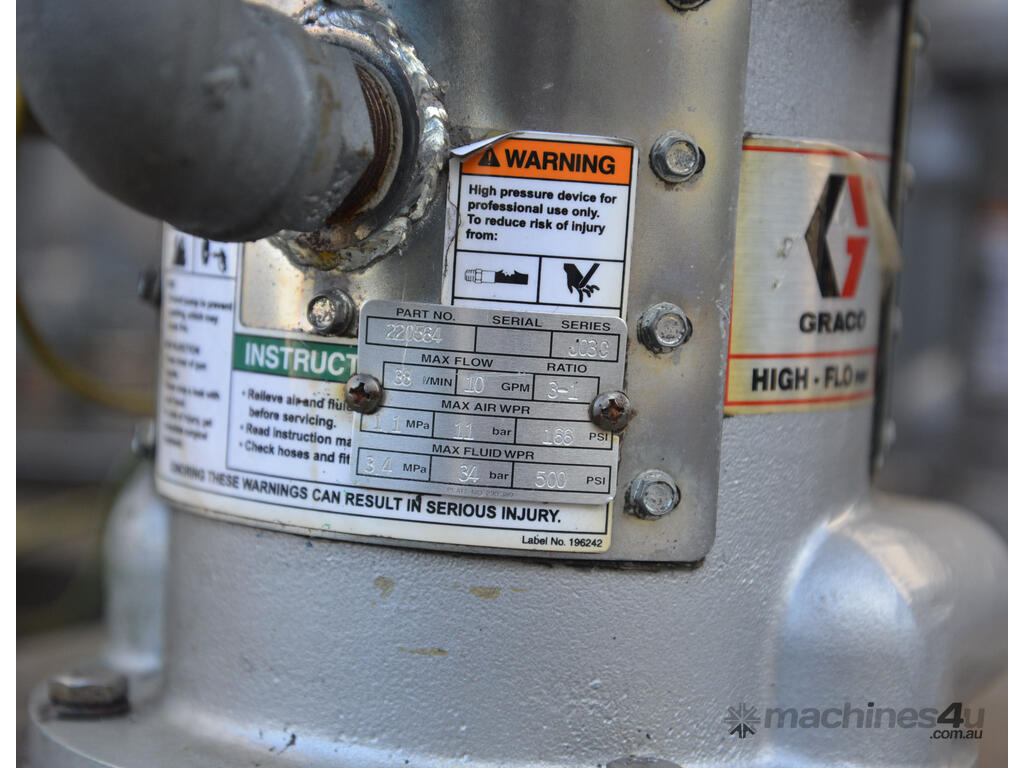 WARNING
High pressure device for
professional use only.
To reduce risk of injury
from:
GRACO
HIGH - FLO
PART NO. SERIAL SERIES
220564 J03C
MAX FLOW RATIO
38 l/MIN 10 GPM 3-1
MAX AIR WPR
1.1 MPa 11 bar 166 PSI
MAX FLUID WPR
3.4 MPa 34 bar 500 PSI
INSTRUCT
• Relieve air and fluid
before servicing.
• Read instruction ma
• Check hoses and fit
IGNORING THESE WARNINGS CAN RESULT IN SERIOUS INJURY.
Label No. 196242
machines4u
.com.au